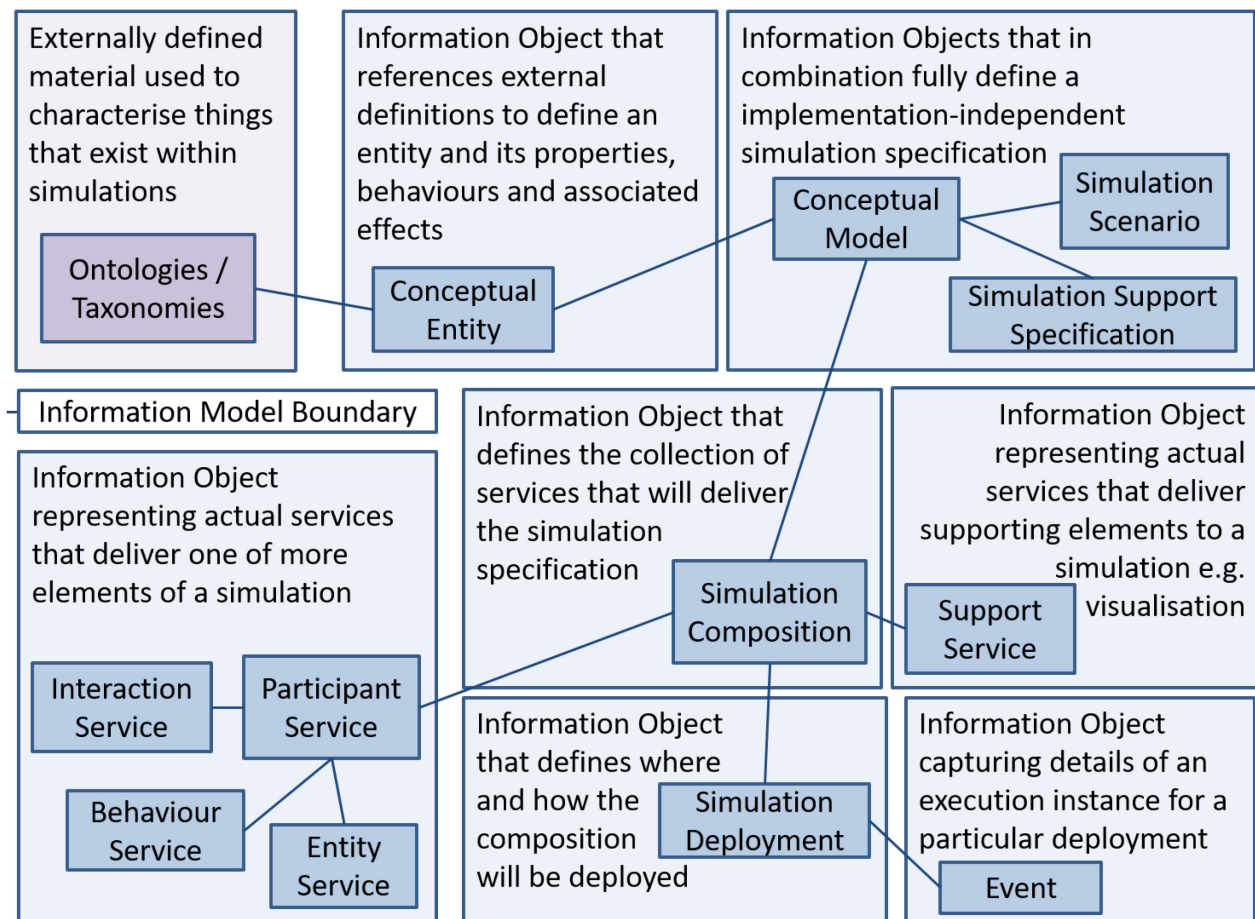 Externally defined
material used to
characterise things
that exist within
simulations
Ontologies /
Taxonomies
Information Object that
references external
definitions to define an
entity and its properties,
behaviours and associated
effects
Conceptual
Entity
Information Objects that in
combination fully define a
implementation-independent
simulation specification
Conceptual
Model
Simulation
Scenario
Simulation Support
Specification
Information Model Boundary
Information Object
representing actual services
that deliver one of more
elements of a simulation
Interaction
Service
Participant
Service
Behaviour
Service
Entity
Service
Information Object that
defines the collection of
services that will deliver
the simulation
specification
Simulation
Composition
Information Object
representing actual
services that deliver
supporting elements to a
simulation e.g.
visualisation
Support
Service
Information Object
that defines where
and how the
composition
will be deployed
Simulation
Deployment
Information Object
capturing details of an
execution instance for a
particular deployment
Event